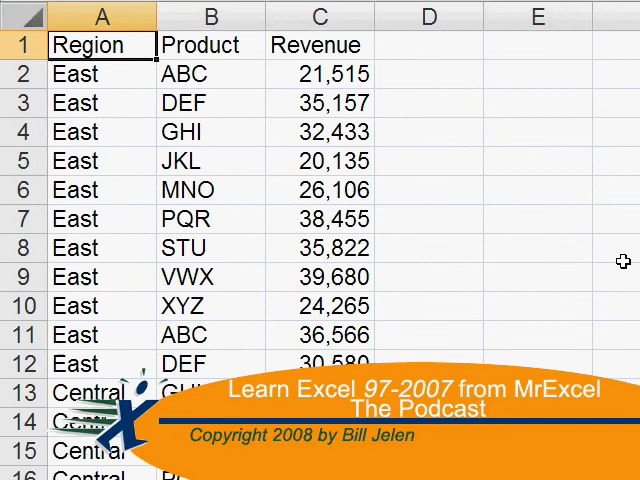 A B C D E
1 Region Product Revenue
2 East ABC 21,515
3 East DEF 35,157
4 East GHI 32,433
5 East JKL 20,135
6 East MNO 26,106
7 East PQR 38,455
8 East STU 35,822
9 East VWX 39,680
10 East XYZ 24,265
11 East ABC 36,566
12 East DEF 30,580
13 Central
14
15 Central
16 Central
Learn Excel 97-2007 from MrExcel
The Podcast
Copyright 2008 by Bill Jelen